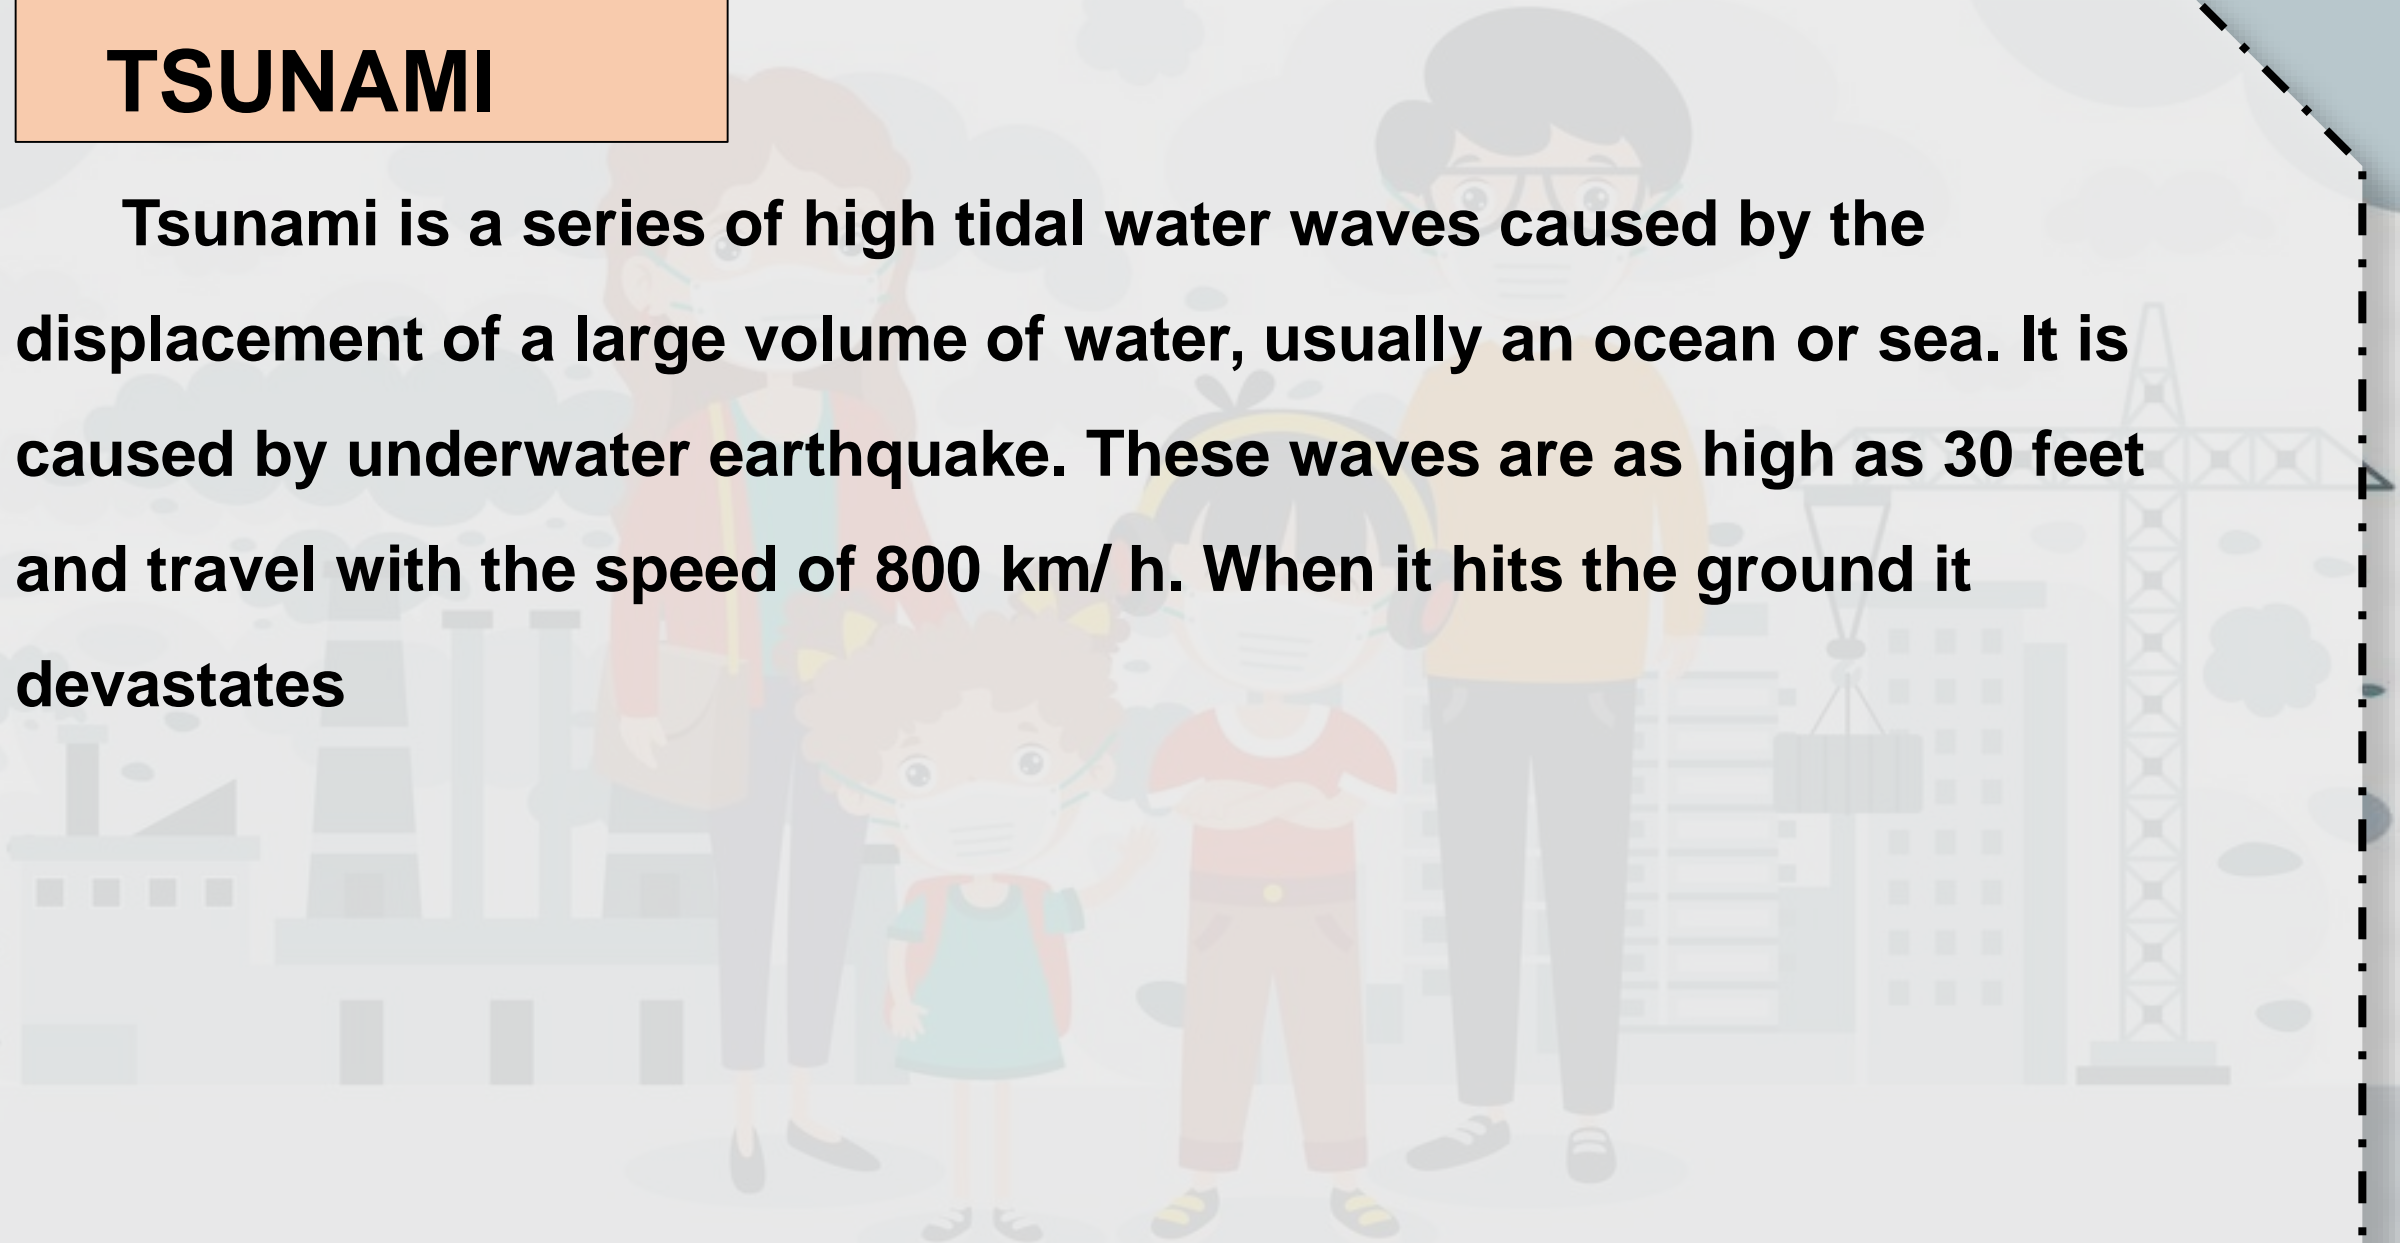 TSUNAMI
Tsunami is a series of high tidal water waves caused by the
displacement of a large volume of water, usually an ocean or sea. It is
caused by underwater earthquake. These waves are as high as 30 feet
and travel with the speed of 800 km/ h. When it hits the ground it
devastates